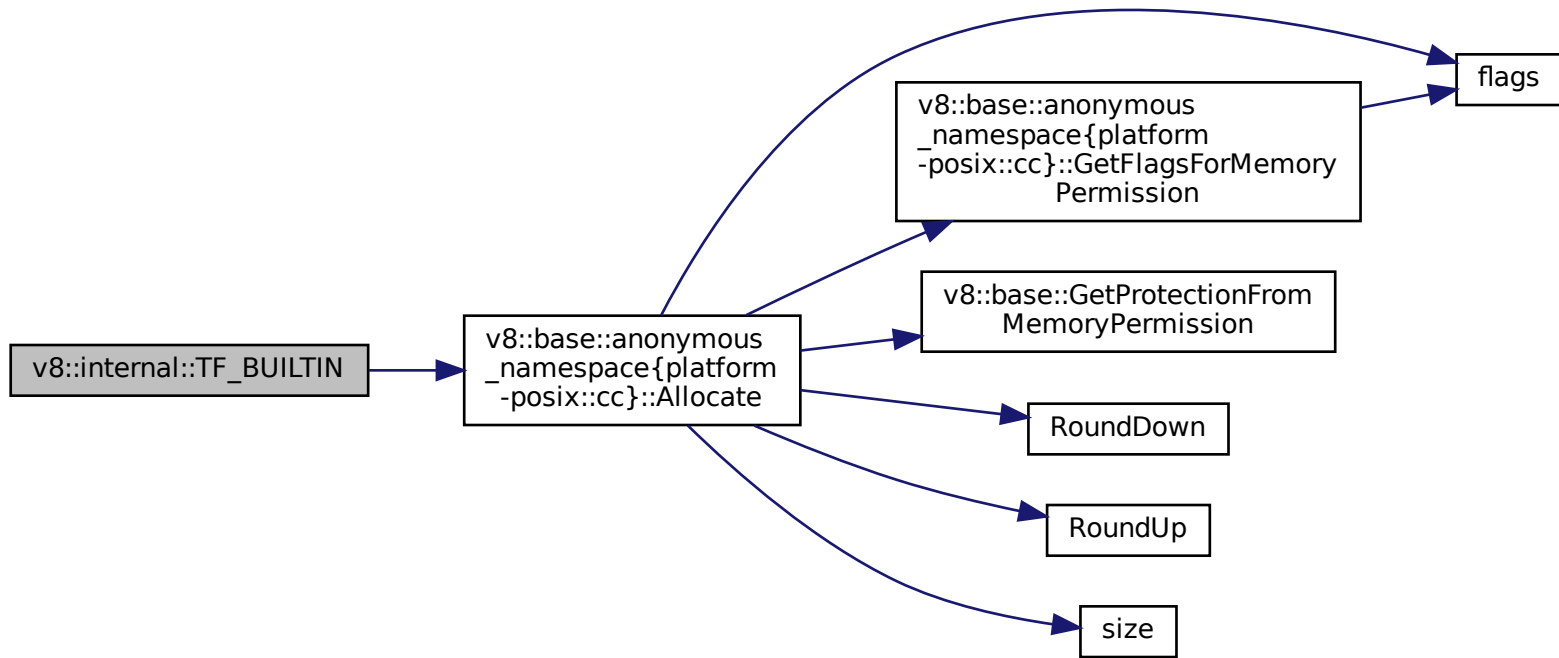 flags
v8::base::anonymous
_namespace{platform
-posix::cc}::GetFlagsForMemory
Permission
v8::base::GetProtectionFrom
MemoryPermission
v8::internal::TF_BUILTIN
v8::base::anonymous
_namespace{platform
-posix::cc}::Allocate
RoundDown
RoundUp
size